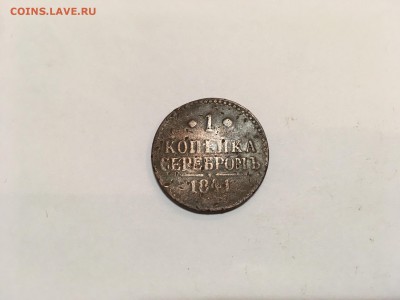 COINS.LAVE.RU
1
КОПѢЙКА
СЕРЕБРОМЪ
1841